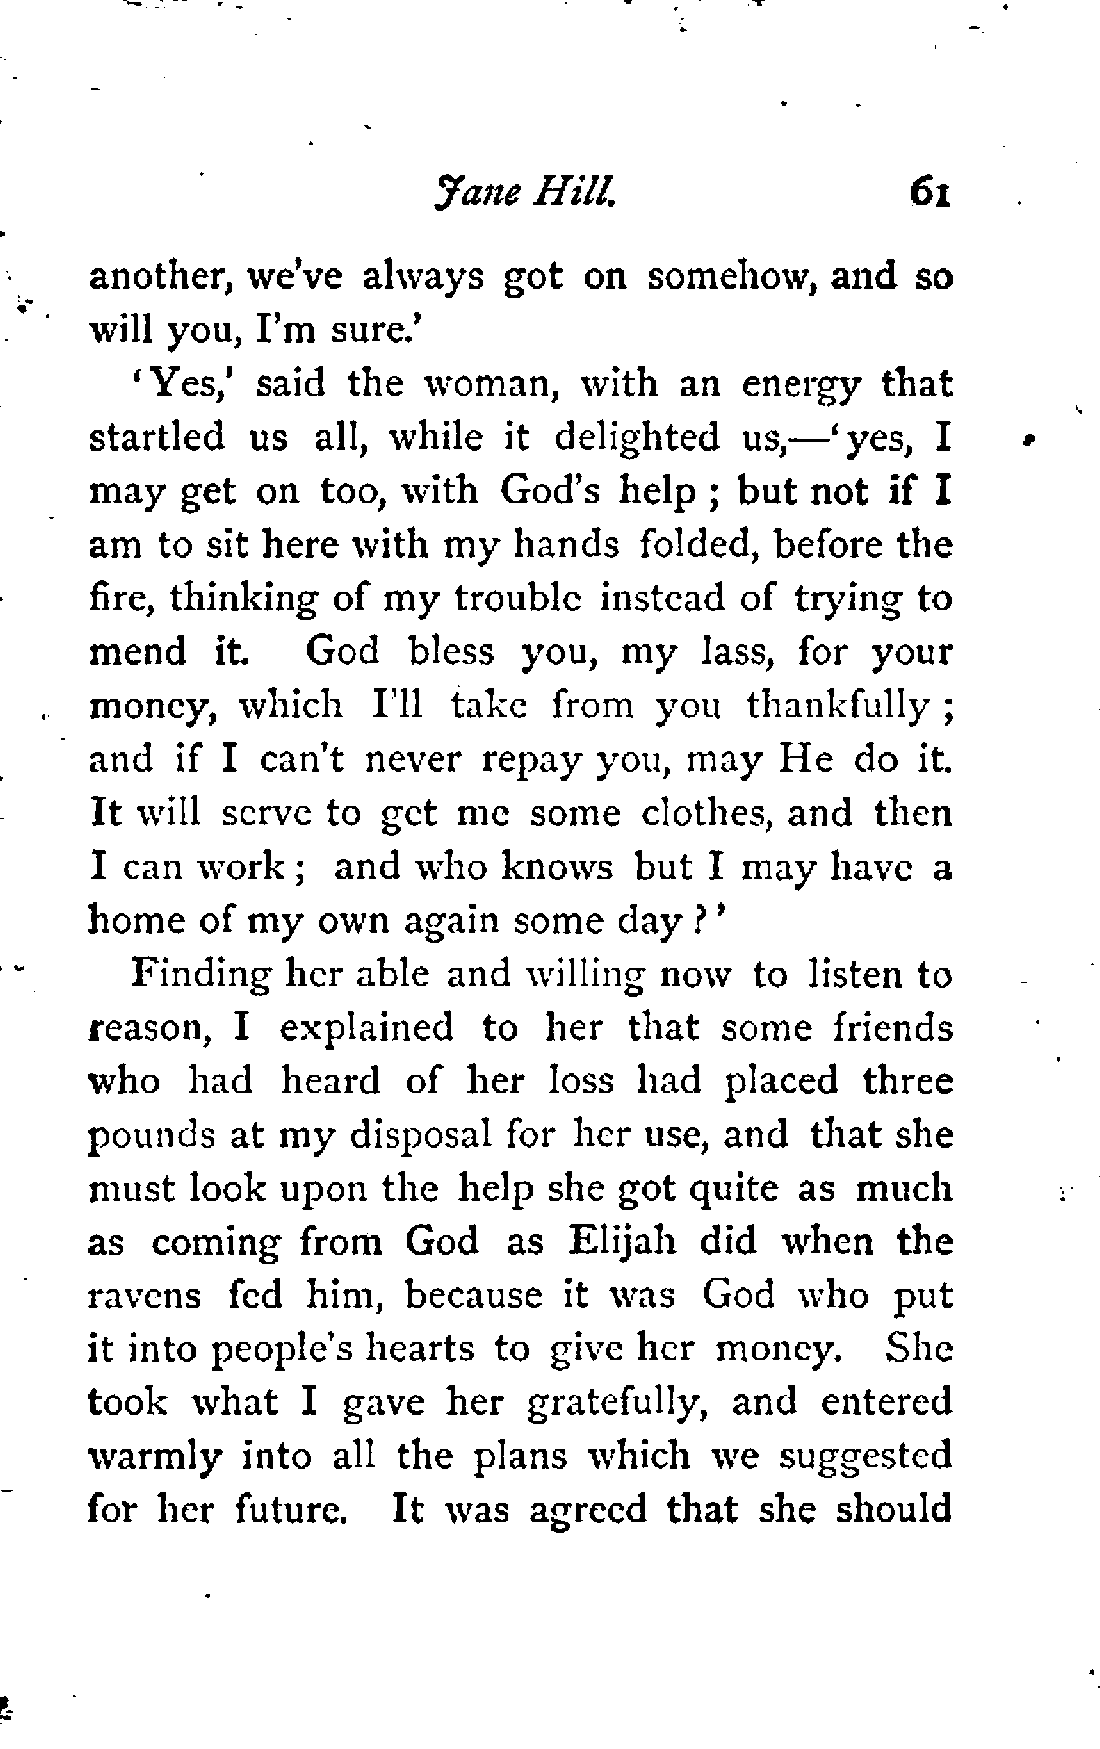 Jane Hill. 61
another, we've always got on somehow, and so
will you, I'm sure.'
'Yes,' said the woman, with an energy that
startled us all, while it delighted us,—'yes, I
may get on too, with God's help ; but not if I
am to sit here with my hands folded, before the
fire, thinking of my trouble instead of trying to
mend it. God bless you, my lass, for your
money, which I'll take from you thankfully ;
and if I can't never repay you, may He do it.
It will serve to get me some clothes, and then
I can work ; and who knows but I may have a
home of my own again some day ?'
Finding her able and willing now to listen to
reason, I explained to her that some friends
who had heard of her loss had placed three
pounds at my disposal for her use, and that she
must look upon the help she got quite as much
as coming from God as Elijah did when the
ravens fed him, because it was God who put
it into people's hearts to give her money. She
took what I gave her gratefully, and entered
warmly into all the plans which we suggested
for her future. It was agreed that she should